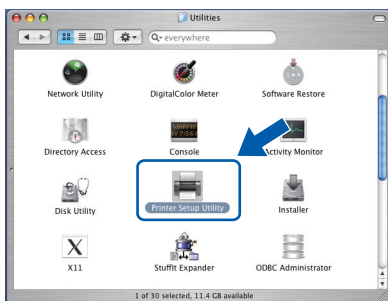 Utilities
everywhere
Network Utility
DigitalColor Meter
Software Restore
Directory Access
Console
Activity Monitor
Disk Utility
Printer Setup Utility
Installer
X11
StuffIt Expander
ODBC Administrator
1 of 30 selected, 11.4 GB available